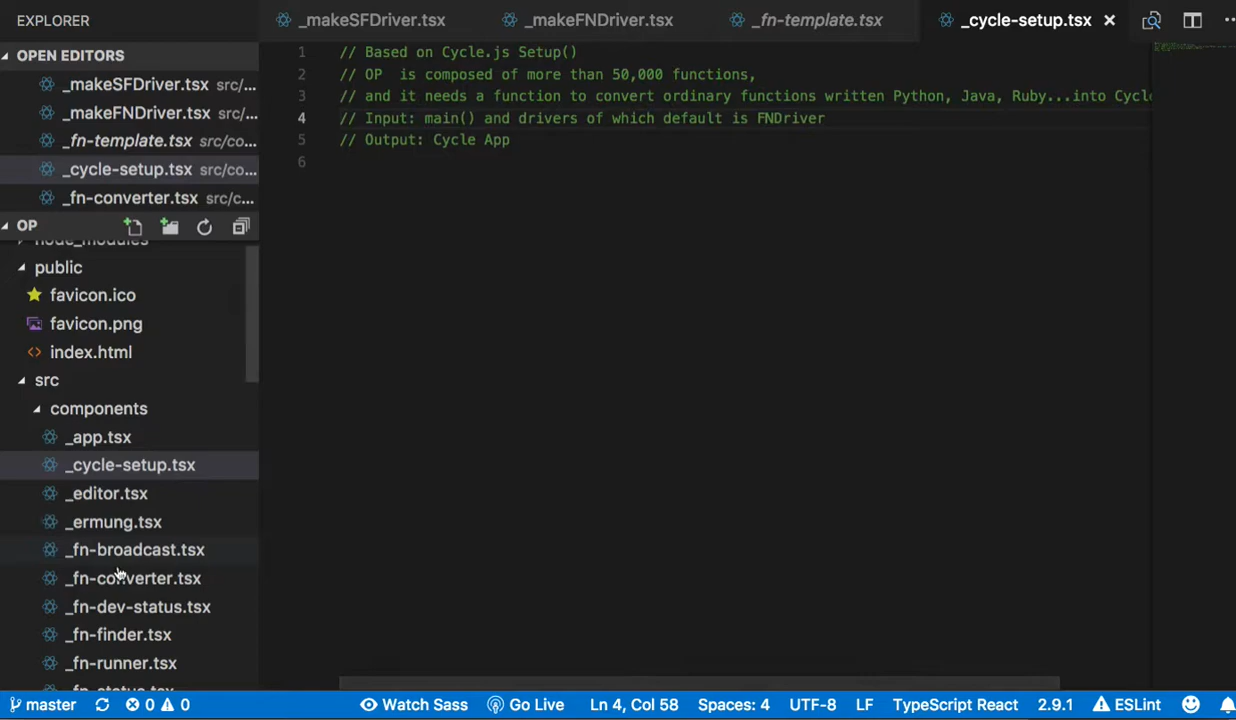 EXPLORER
_makeSFDriver.tsx
_makeFNDriver.tsx
_fn-template.tsx
_cycle-setup.tsx
OPEN EDITORS
_makeSFDriver.tsx src/...
_makeFNDriver.tsx src/...
_fn-template.tsx src/co...
_cycle-setup.tsx src/co...
_fn-converter.tsx src/c...
OP
node_modules
public
favicon.ico
favicon.png
index.html
src
components
_app.tsx
_cycle-setup.tsx
_editor.tsx
_ermung.tsx
_fn-broadcast.tsx
_fn-converter.tsx
_fn-dev-status.tsx
_fn-finder.tsx
_fn-runner.tsx
_fn-status.tsx
1 // Based on Cycle.js Setup()
2 // OP is composed of more than 50,000 functions,
3 // and it needs a function to convert ordinary functions written Python, Java, Ruby...into Cycle
4 // Input: main() and drivers of which default is FNDriver
5 // Output: Cycle App
6
master 0 0 Watch Sass Go Live Ln 4, Col 58 Spaces: 4 UTF-8 LF TypeScript React 2.9.1 ESLint